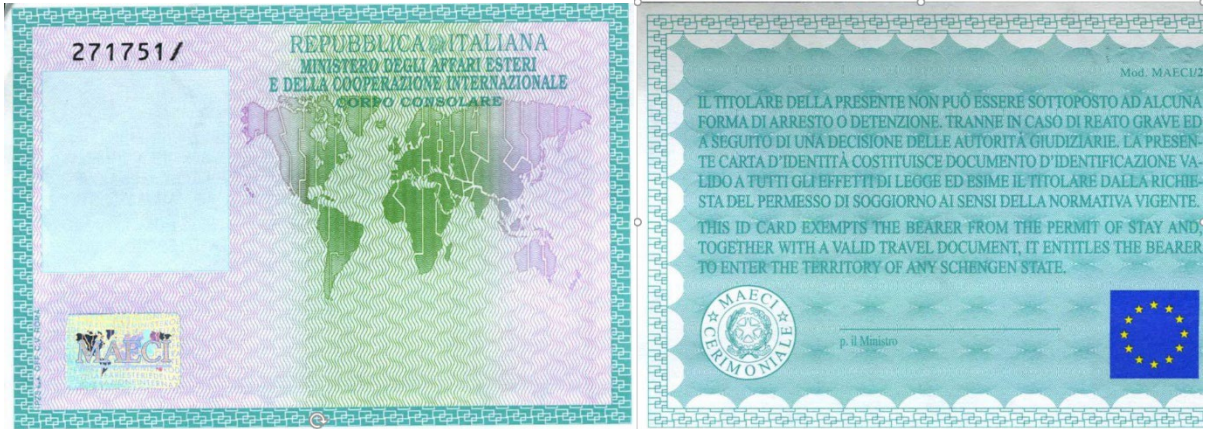 271751/
REPUBBLICA ITALIANA
MINISTERO DEGLI AFFARI ESTERI
E DELLA COOPERAZIONE INTERNAZIONALE
CORPO CONSOLARE
MAECI
Mod. MAECI/2
IL TITOLARE DELLA PRESENTE NON PUÒ ESSERE SOTTOPOSTO AD ALCUNA
FORMA DI ARRESTO O DETENZIONE, TRANNE IN CASO DI REATO GRAVE ED
A SEGUITO DI UNA DECISIONE DELLE AUTORITÀ GIUDIZIARIE. LA PRESEN-
TE CARTA D'IDENTITÀ COSTITUISCE DOCUMENTO D'IDENTIFICAZIONE VA-
LIDO A TUTTI GLI EFFETTI DI LEGGE ED ESIME IL TITOLARE DALLA RICHIE-
STA DEL PERMESSO DI SOGGIORNO AI SENSI DELLA NORMATIVA VIGENTE.
THIS ID CARD EXEMPTS THE BEARER FROM THE PERMIT OF STAY AND,
TOGETHER WITH A VALID TRAVEL DOCUMENT, IT ENTITLES THE BEARER
TO ENTER THE TERRITORY OF ANY SCHENGEN STATE.
MAECI
CERIMONIALE
p. il Ministro